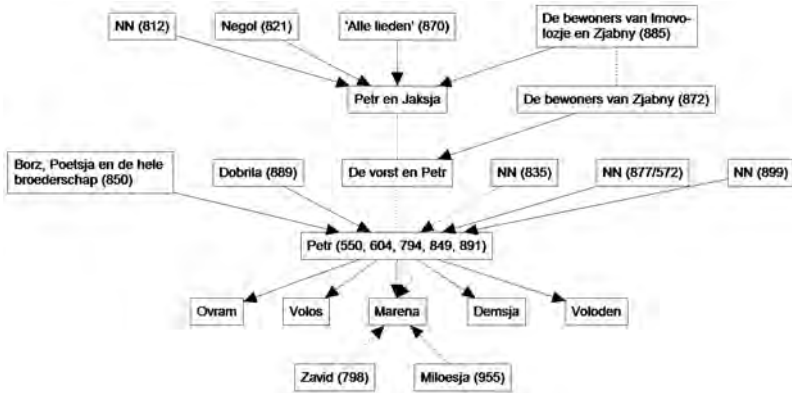 NN (812)
Negol (821)
'Alle lieden' (870)
De bewoners van Imovo-
lozje en Zjabny (885)
Petr en Jaksja
De bewoners van Zjabny (872)
Borz, Poetsja en de hele
broederschap (850)
Dobrila (889)
De vorst en Petr
NN (835)
NN (877/572)
NN (899)
Petr (550, 604, 794, 849, 891)
Ovram
Volos
Marena
Demsja
Voloden
Zavid (798)
Miloesja (955)